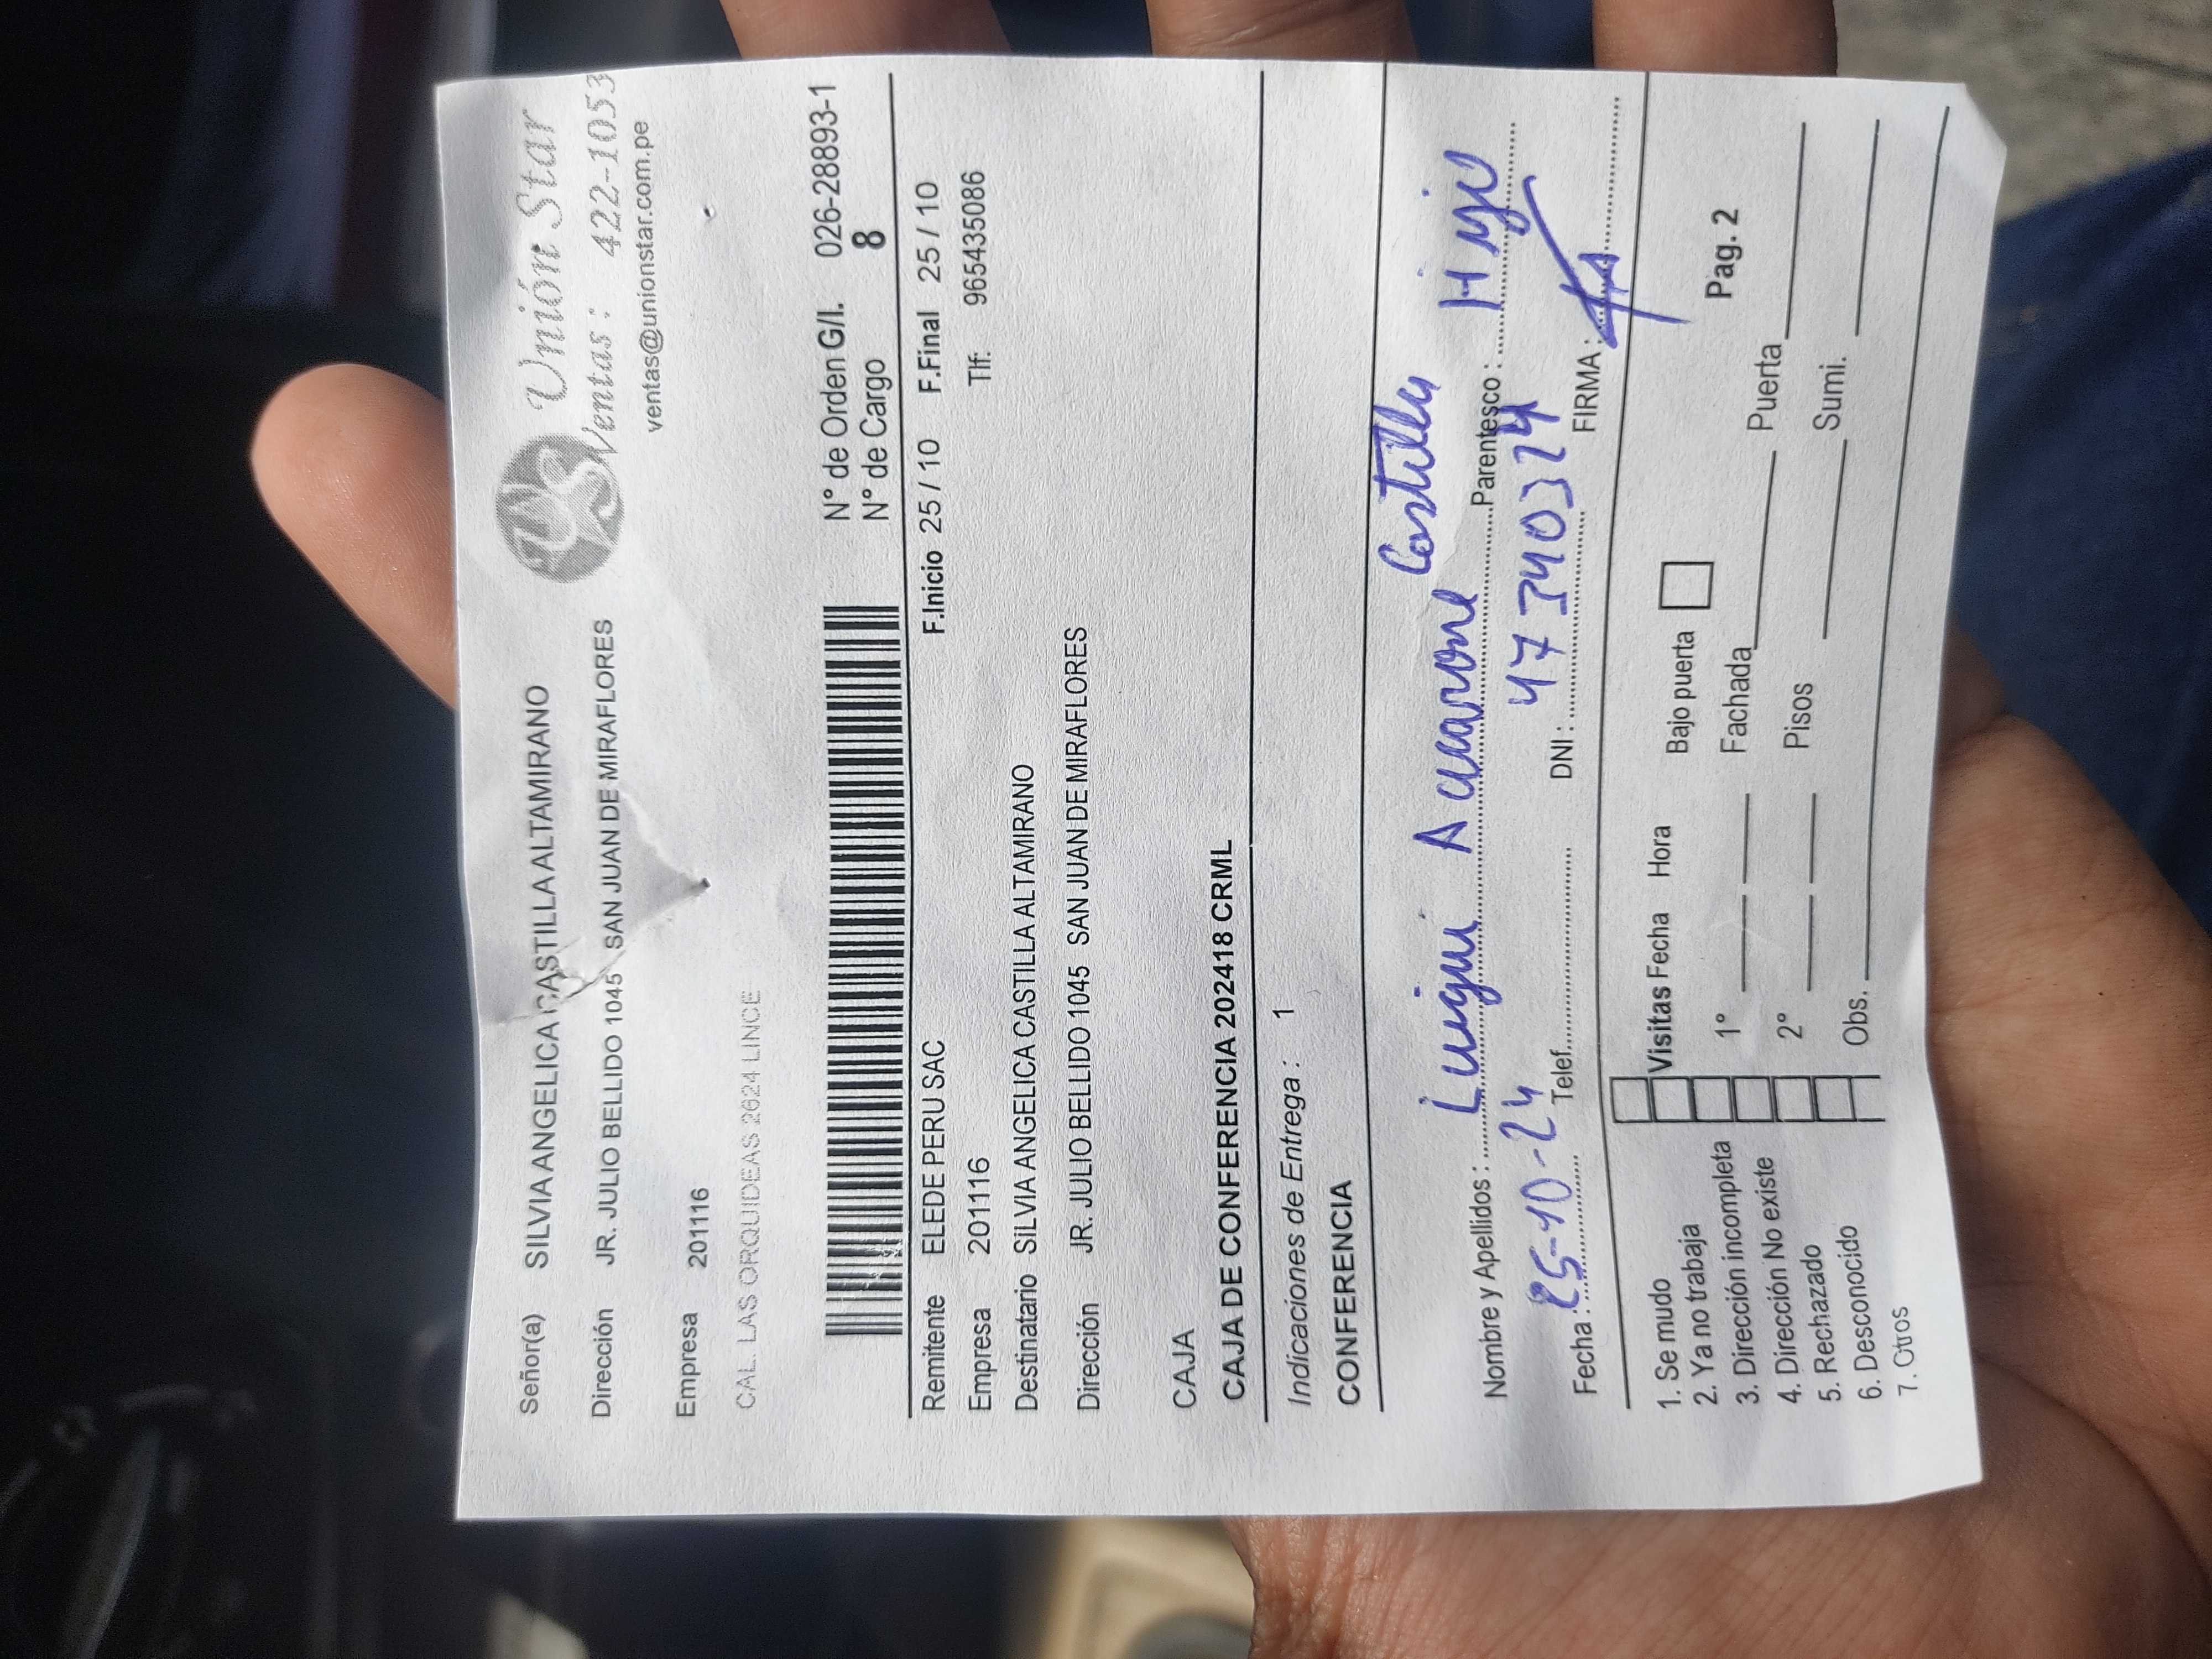 Señor(a) SILVIA ANGELICA CASTILLA ALTAMIRANO
Unión Star
Ventas: 422-1053
ventas@unionstar.com.pe
Dirección JR. JULIO BELLIDO 1045 SAN JUAN DE MIRAFLORES
Empresa 201116
CAL. LAS ORQUIDEAS 2624 LINCE
N° de Orden G/I. 026-28893-1
N° de Cargo 8
Remitente ELEDE PERU SAC F.Inicio 25 / 10 F.Final 25 / 10
Empresa 201116 Tlf: 965435086
Destinatario SILVIA ANGELICA CASTILLA ALTAMIRANO
Dirección JR. JULIO BELLIDO 1045 SAN JUAN DE MIRAFLORES
CAJA
CAJA DE CONFERENCIA 202418 CRML
Indicaciones de Entrega : 1
CONFERENCIA
Nombre y Apellidos : Luigui Castilla Parentesco : Hijo
Fecha : 25-10-24 Telef. DNI : 47340324 FIRMA :
1. Se mudo Visitas Fecha Hora Bajo puerta Pag. 2
2. Ya no trabaja
3. Dirección incompleta 1° Fachada Puerta
4. Dirección No existe
5. Rechazado 2° Pisos Sumi.
6. Desconocido Obs.
7. Otros